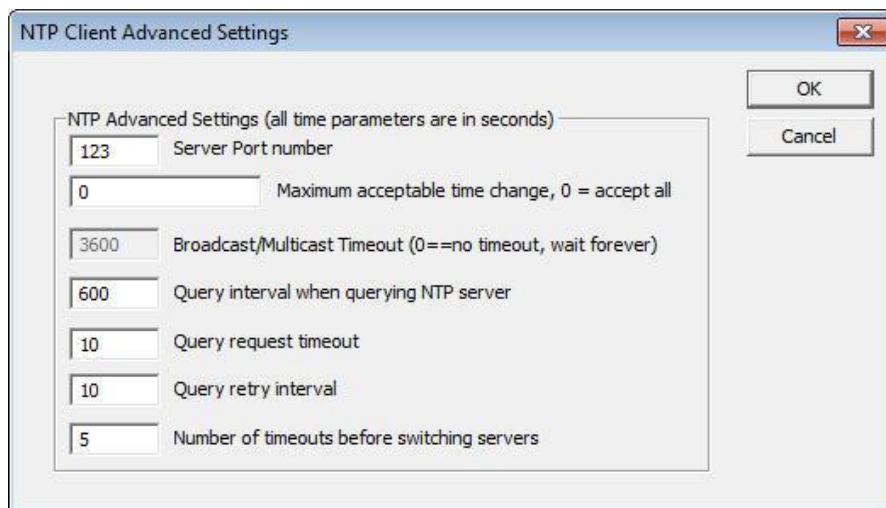 NTP Client Advanced Settings
OK
NTP Advanced Settings (all time parameters are in seconds)
Cancel
123 Server Port number
0 Maximum acceptable time change, 0 = accept all
3600 Broadcast/Multicast Timeout (0==no timeout, wait forever)
600 Query interval when querying NTP server
10 Query request timeout
10 Query retry interval
5 Number of timeouts before switching servers